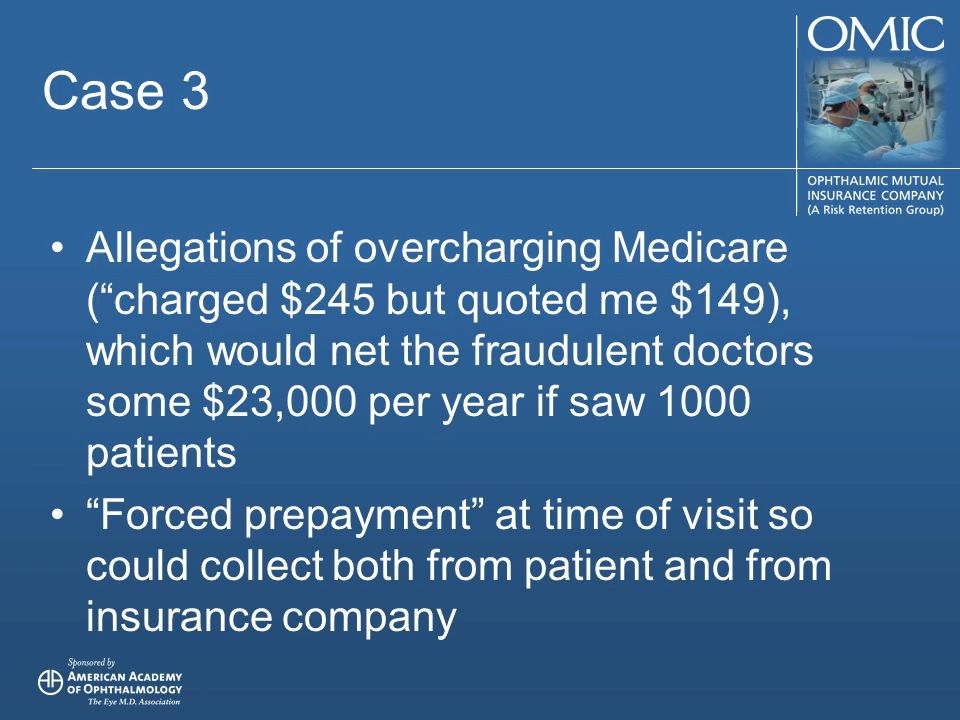 OMIC
Case 3
OPHTHALMIC MUTUAL
INSURANCE COMPANY
(A Risk Retention Group)
• Allegations of overcharging Medicare
(“charged $245 but quoted me $149),
which would net the fraudulent doctors
some $23,000 per year if saw 1000
patients
• “Forced prepayment” at time of visit so
could collect both from patient and from
insurance company
Sponsored by
AMERICAN ACADEMY
OF OPHTHALMOLOGY
The Eye M.D. Association